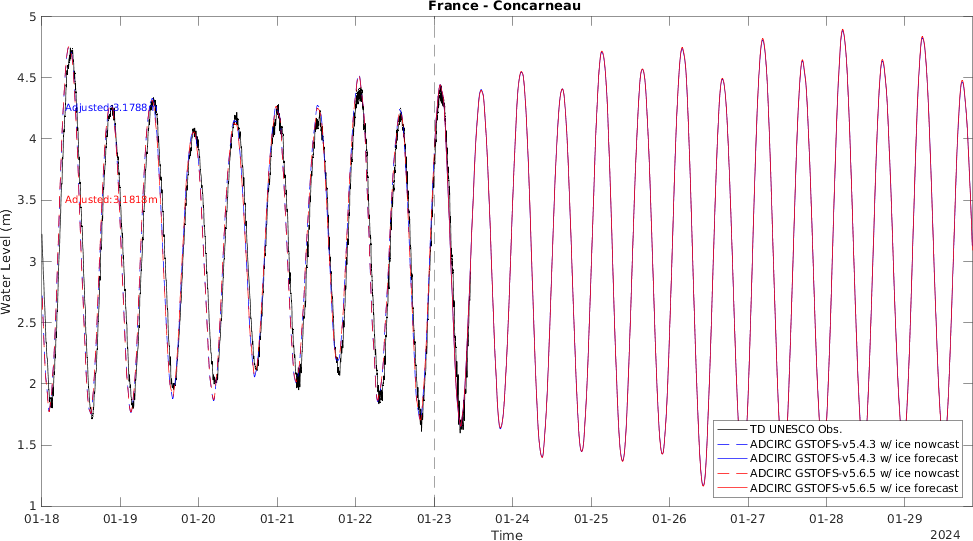 France - Concarneau
5
4.5
4
3.5
3
2.5
2
1.5
1
Water Level (m)
Adjusted:3.1788m
Adjusted:3.1813m
TD UNESCO Obs.
ADCIRC GSTOFS-v5.4.3 w/ ice nowcast
ADCIRC GSTOFS-v5.4.3 w/ ice forecast
ADCIRC GSTOFS-v5.6.5 w/ ice nowcast
ADCIRC GSTOFS-v5.6.5 w/ ice forecast
01-18 01-19 01-20 01-21 01-22 01-23 01-24 01-25 01-26 01-27 01-28 01-29
Time
2024